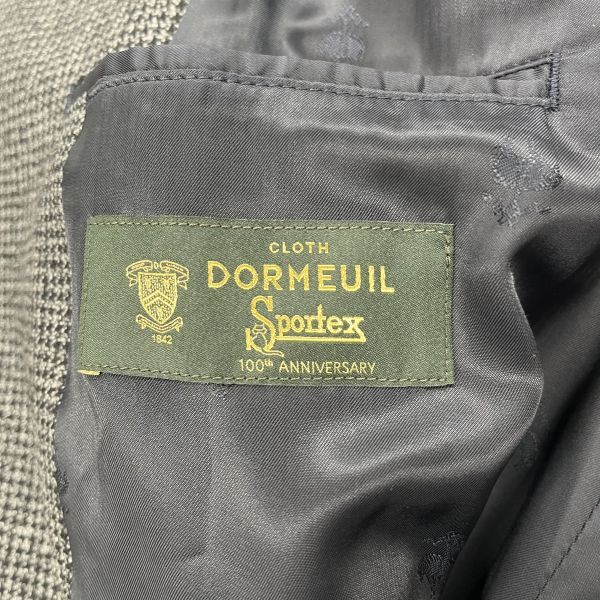 CLOTH
DORMEUIL
Sportex
1842
100th ANNIVERSARY